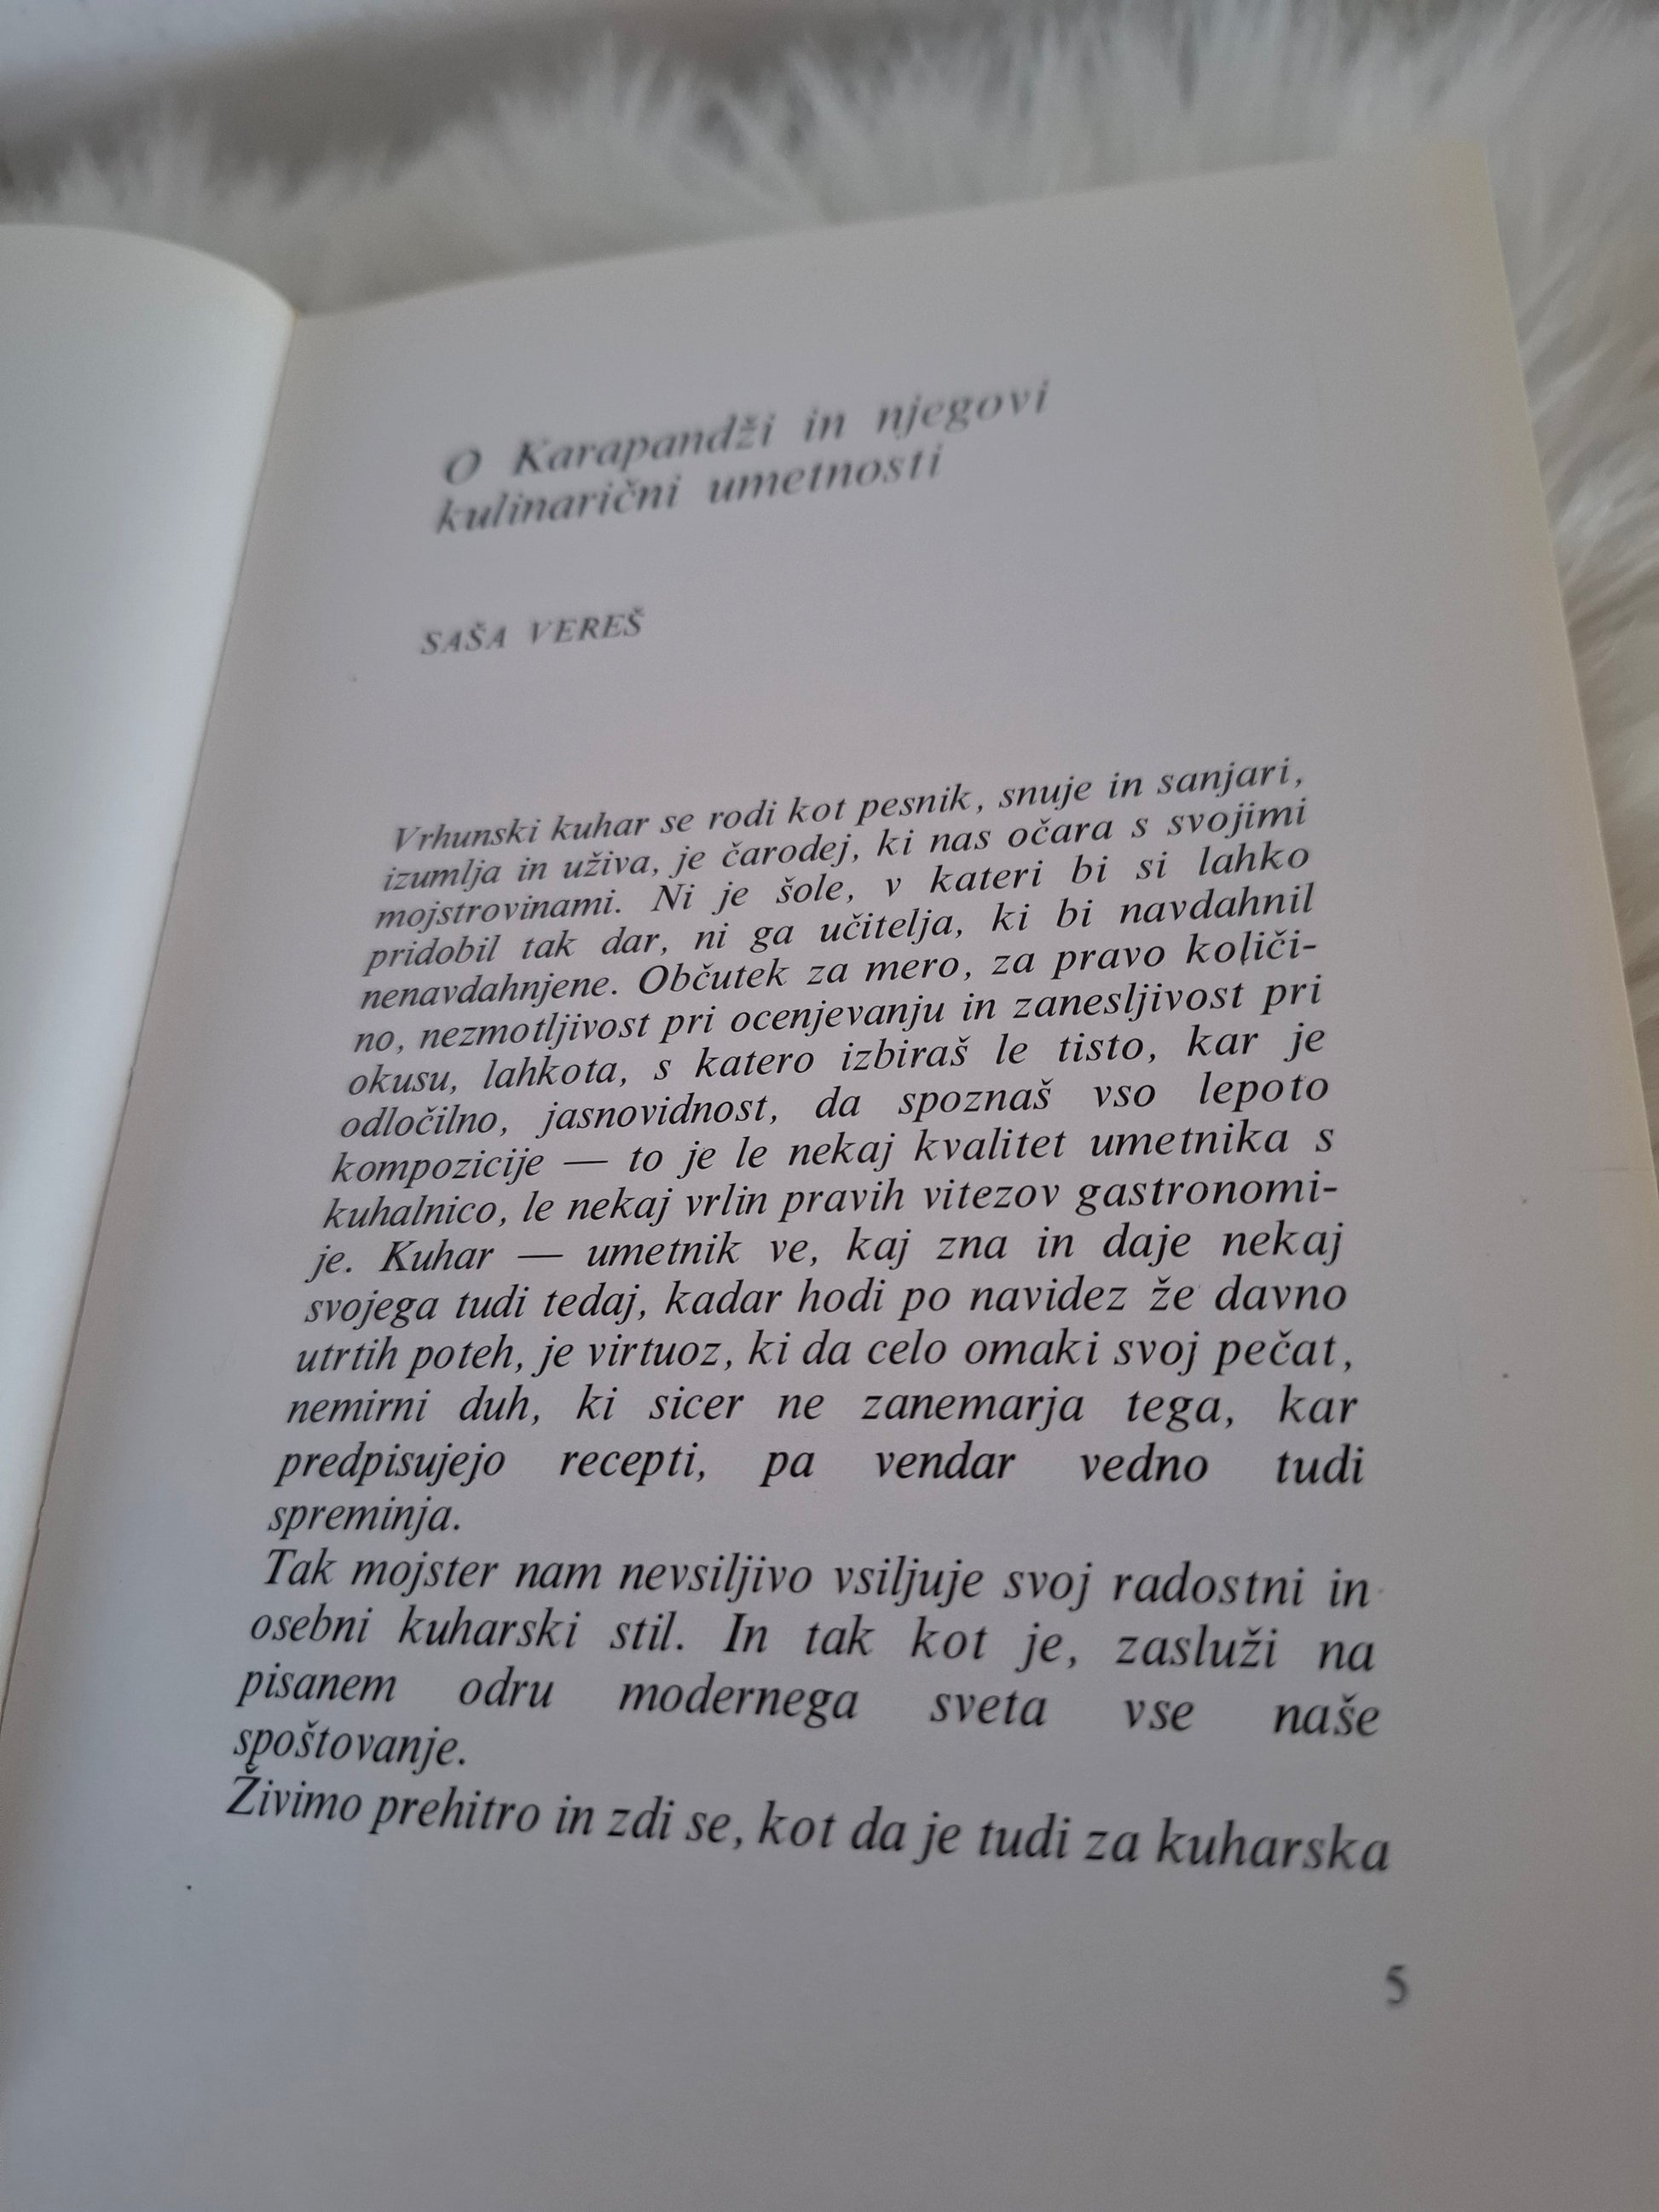 O Karapandži in njegovi
kulinarični umetnosti
SAŠA VEREŠ
Vrhunski kuhar se rodi kot pesnik, snuje in sanjari,
izumlja in uživa, je čarodej, ki nas očara s svojimi
mojstrovinami. Ni je šole, v kateri bi si lahko
pridobil tak dar, ni ga učitelja, ki bi navdahnil
nenavdahnjene. Občutek za mero, za pravo količi-
no, nezmotljivost pri ocenjevanju in zanesljivost pri
okusu, lahkota, s katero izbiraš le tisto, kar je
odločilno, jasnovidnost, da spoznaš vso lepoto
kompozicije — to je le nekaj kvalitet umetnika s
kuhalnico, le nekaj vrlin pravih vitezov gastronomi-
je. Kuhar — umetnik ve, kaj zna in daje nekaj
svojega tudi tedaj, kadar hodi po navidez že davno
utrtih poteh, je virtuoz, ki da celo omaki svoj pečat,
nemirni duh, ki sicer ne zanemarja tega, kar
predpisujejo recepti, pa vendar vedno tudi
spreminja.
Tak mojster nam nevsiljivo vsiljuje svoj radostni in
osebni kuharski stil. In tak kot je, zasluži na
pisanem odru modernega sveta vse naše
spoštovanje.
Živimo prehitro in zdi se, kot da je tudi za kuharska
5